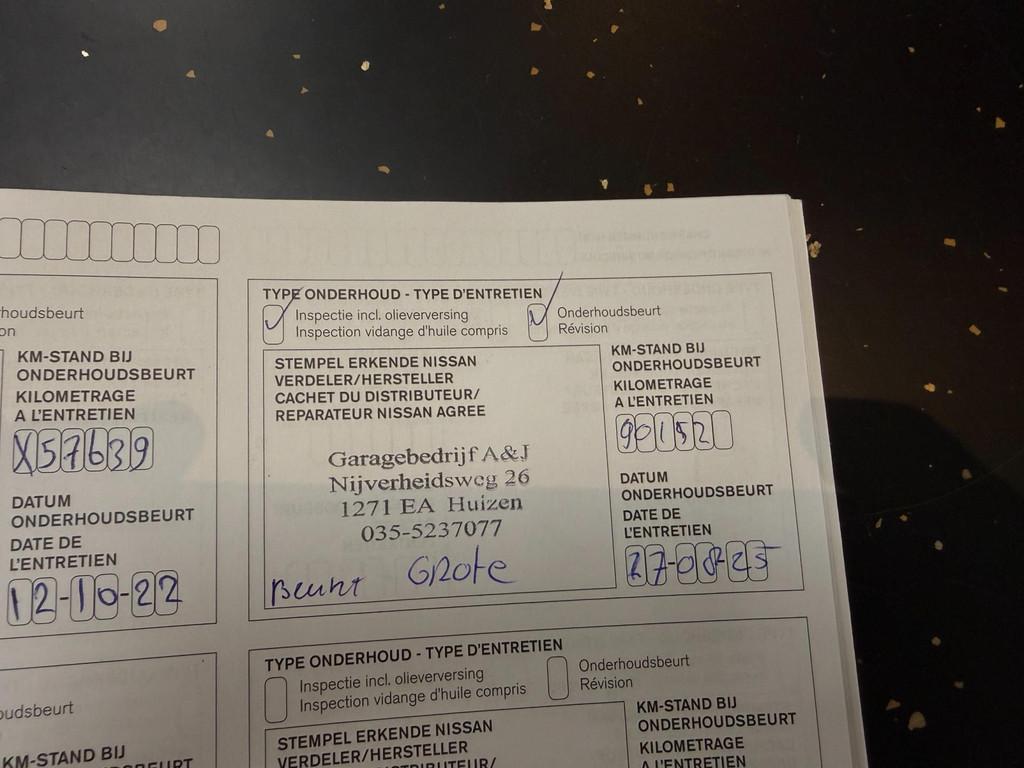 rhoudsbeurt
on
KM-STAND BIJ
ONDERHOUDSBEURT
KILOMETRAGE
A L'ENTRETIEN
X57639
DATUM
ONDERHOUDSBEURT
DATE DE
L'ENTRETIEN
12-10-22
TYPE ONDERHOUD - TYPE D'ENTRETIEN
Inspectie incl. olieverversing
Inspection vidange d'huile compris
Onderhoudsbeurt
Révision
STEMPEL ERKENDE NISSAN
VERDELER/HERSTELLER
CACHET DU DISTRIBUTEUR/
REPARATEUR NISSAN AGREE
Garagebedrijf A&J
Nijverheidsweg 26
1271 EA Huizen
035-5237077
Beurt Grote
KM-STAND BIJ
ONDERHOUDSBEURT
KILOMETRAGE
A L'ENTRETIEN
90152
DATUM
ONDERHOUDSBEURT
DATE DE
L'ENTRETIEN
27-08-25
oudsbeurt
KM-STAND BIJ
TYPE ONDERHOUD - TYPE D'ENTRETIEN
Inspectie incl. olieverversing
Inspection vidange d'huile compris
Onderhoudsbeurt
Révision
STEMPEL ERKENDE NISSAN
VERDELER/HERSTELLER
KM-STAND BIJ
ONDERHOUDSBEURT
KILOMETRAGE
A L'ENTRETIEN